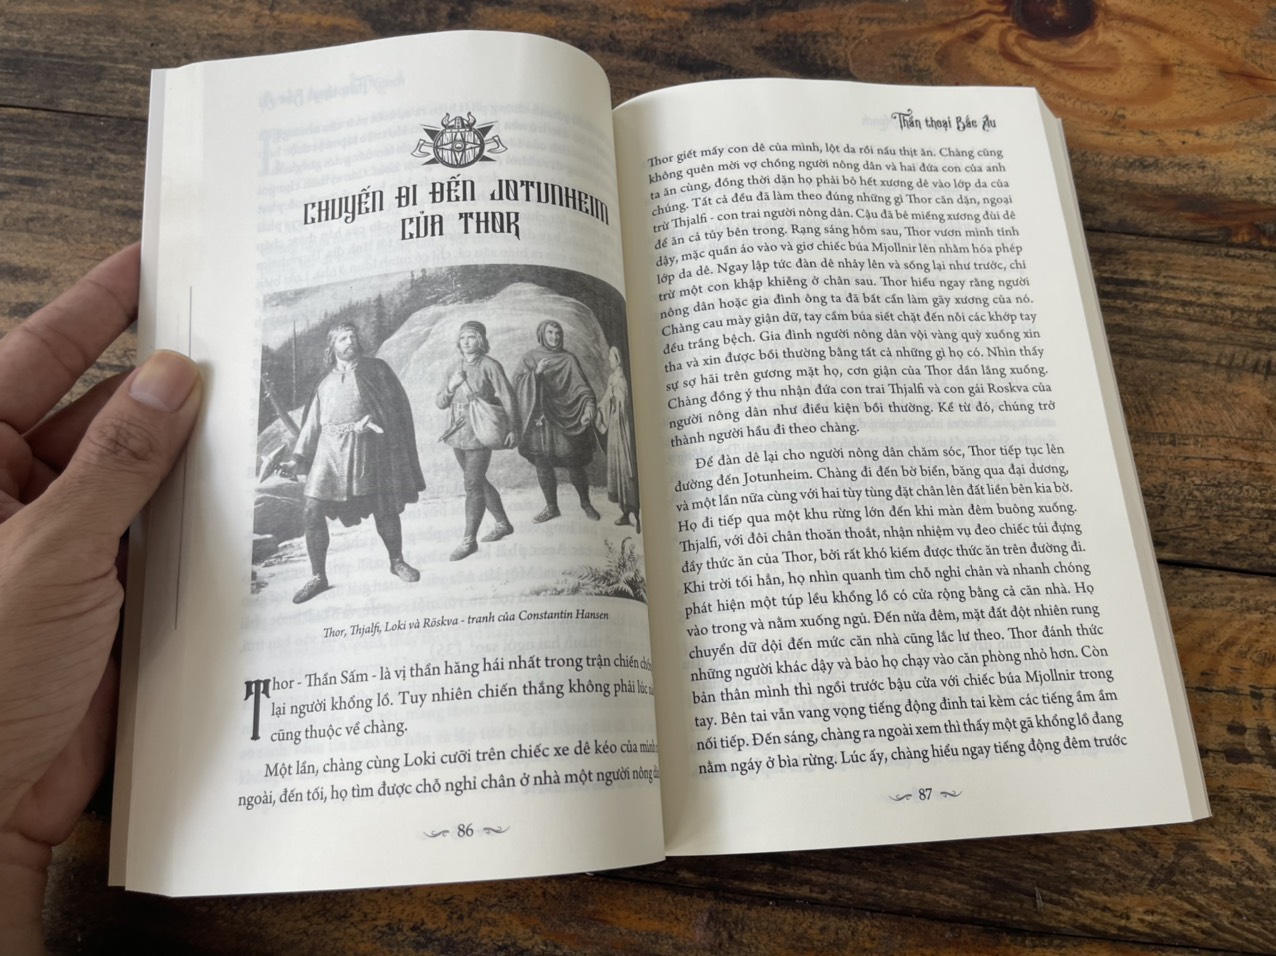 CHUYẾN ĐI ĐẾN JOTUNHEIM
CỦA THOR
Thor, Thjalfi, Loki và Röskva - tranh của Constantin Hansen
Thor - Thần Sấm - là vị thần hăng hái nhất trong trận chiến
lại người khổng lồ. Tuy nhiên chiến thắng không phải lúc
cũng thuộc về chàng.
Một lần, chàng cùng Loki cưỡi trên chiếc xe dê kéo của mình
ngoài, đến tối, họ tìm được chỗ nghỉ chân ở nhà một người nông
86
Thần thoại Bắc Âu
Thor giết mấy con dê của mình, lột da rồi nấu thịt ăn. Chàng cũng
không quên mời vợ chồng người nông dân và hai đứa con của anh
ta ăn cùng, đồng thời dặn họ phải bỏ hết xương dê vào lớp da của
chúng. Tất cả đều đã làm theo đúng những gì Thor căn dặn, ngoại
trừ Thjalfi - con trai người nông dân. Cậu đã bẻ miếng xương đùi dê
để ăn cả tủy bên trong. Rạng sáng hôm sau, Thor vươn mình tỉnh
dậy, mặc quần áo vào và giơ chiếc búa Mjollnir lên nhằm hóa phép
lớp da dê. Ngay lập tức đàn dê nhảy lên và sống lại như trước, chỉ
trừ một con khập khiễng ở chân sau. Thor hiểu ngay rằng người
nông dân hoặc gia đình ông ta đã bất cẩn làm gãy xương của nó.
Chàng cau mày giận dữ, tay cầm búa siết chặt đến nỗi các khớp tay
đều trắng bệch. Gia đình người nông dân vội vàng quỳ xuống xin
tha và xin được bồi thường bằng tất cả những gì họ có. Nhìn thấy
sự sợ hãi trên gương mặt họ, cơn giận của Thor dần lắng xuống.
Chàng đồng ý thu nhận đứa con trai Thjalfi và con gái Roskva của
người nông dân như điều kiện bồi thường. Kể từ đó, chúng trở
thành người hầu đi theo chàng.
Để đàn dê lại cho người nông dân chăm sóc, Thor tiếp tục lên
đường đến Jotunheim. Chàng đi đến bờ biển, băng qua đại dương,
và một lần nữa cùng với hai tùy tùng đặt chân lên đất liền bên kia bờ.
Họ đi tiếp qua một khu rừng lớn đến khi màn đêm buông xuống.
Thjalfi, với đôi chân thoăn thoắt, nhận nhiệm vụ đeo chiếc túi đựng
đầy thức ăn của Thor, bởi rất khó kiếm được thức ăn trên đường đi.
Khi trời tối hẳn, họ nhìn quanh tìm chỗ nghỉ chân và nhanh chóng
phát hiện một túp lều khổng lồ có cửa rộng bằng cả căn nhà. Họ
vào trong và nằm xuống ngủ. Đến nửa đêm, mặt đất đột nhiên rung
chuyển dữ dội đến mức căn nhà cũng lắc lư theo. Thor đánh thức
những người khác dậy và bảo họ chạy vào căn phòng nhỏ hơn. Còn
bản thân mình thì ngồi trước bậu cửa với chiếc búa Mjollnir trong
tay. Bên tai vẫn vang vọng tiếng động đinh tai lẫn các tiếng ầm ầm
nối tiếp. Đến sáng, chàng ra ngoài xem thì thấy một gã khổng lồ đang
nằm ngáy ở bìa rừng. Lúc ấy, chàng hiểu ngay tiếng động đêm trước
87